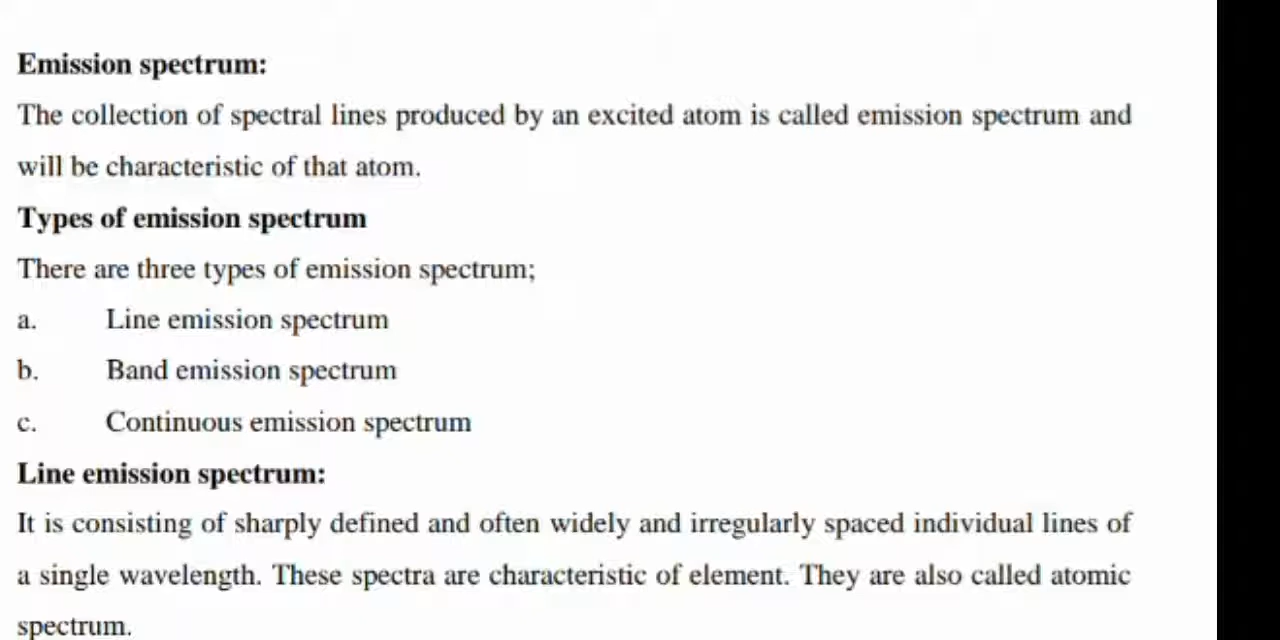 Emission spectrum:
The collection of spectral lines produced by an excited atom is called emission spectrum and
will be characteristic of that atom.
Types of emission spectrum
There are three types of emission spectrum;
a. Line emission spectrum
b. Band emission spectrum
c. Continuous emission spectrum
Line emission spectrum:
It is consisting of sharply defined and often widely and irregularly spaced individual lines of
a single wavelength. These spectra are characteristic of element. They are also called atomic
spectrum.